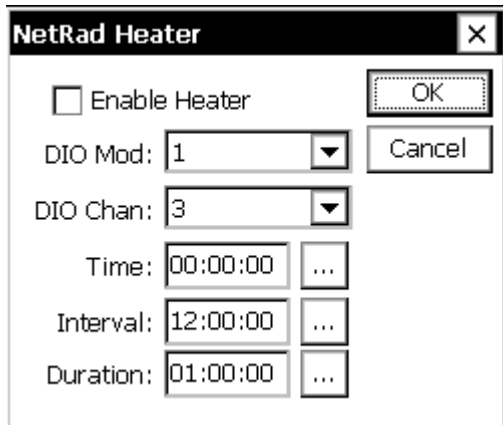 NetRad Heater
Enable Heater OK
DIO Mod: 1 Cancel
DIO Chan: 3
Time: 00:00:00 ...
Interval: 12:00:00 ...
Duration: 01:00:00 ...